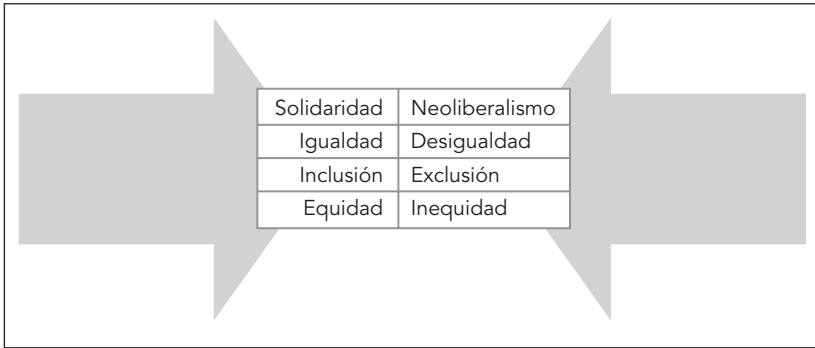 Solidaridad Neoliberalismo
Igualdad Desigualdad
Inclusión Exclusión
Equidad Inequidad